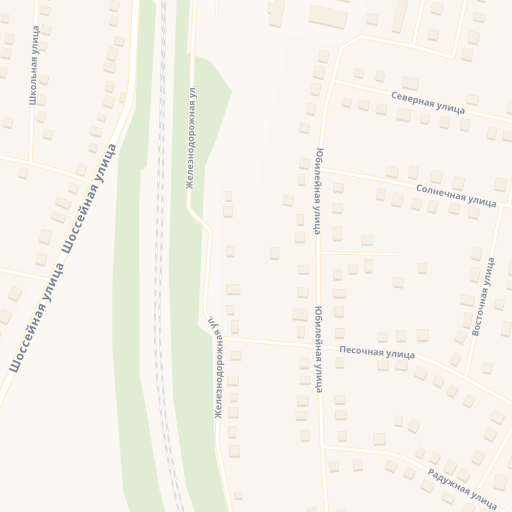 Школьная улица
Железнодорожная ул.
Северная улица
Шоссейная улица
Юбилейная улица
Солнечная улица
Шоссейная улица
Восточная улица
Юбилейная улица
Железнодорожная ул.
Песочная улица
Радужная улица